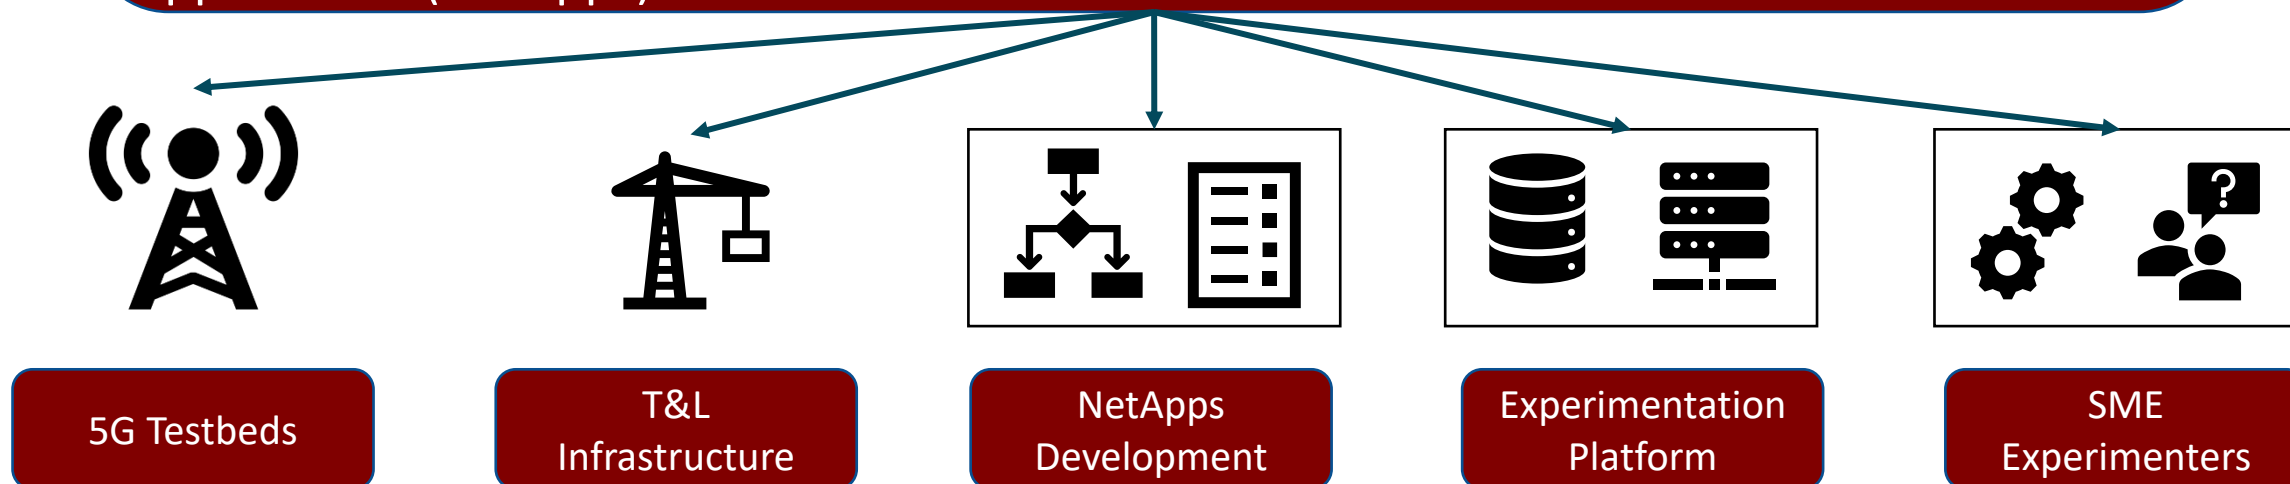 ?
5G Testbeds
T&L
Infrastructure
NetApps
Development
Experimentation
Platform
SME
Experimenters